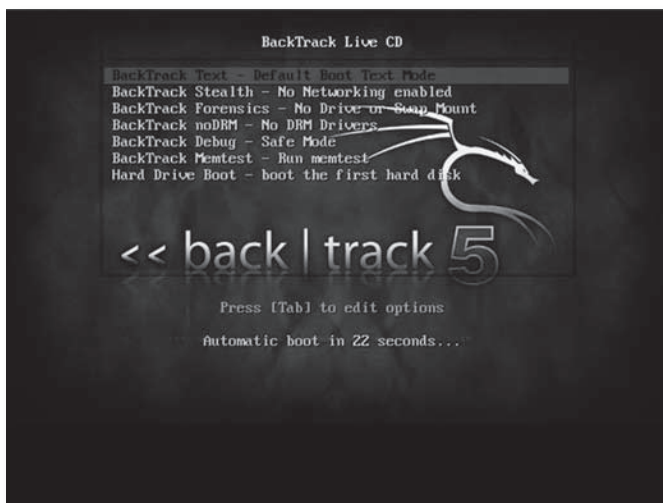 BackTrack Live CD
BackTrack Text - Default Boot Text Mode
BackTrack Stealth - No Networking enabled
BackTrack Forensics - No Drive or Swap Mount
BackTrack noDRM - No DRM Drivers
BackTrack Debug - Safe Mode
BackTrack Memtest - Run memtest
Hard Drive Boot - boot the first hard disk
<< back | track 5
Press [Tab] to edit options
Automatic boot in 22 seconds...